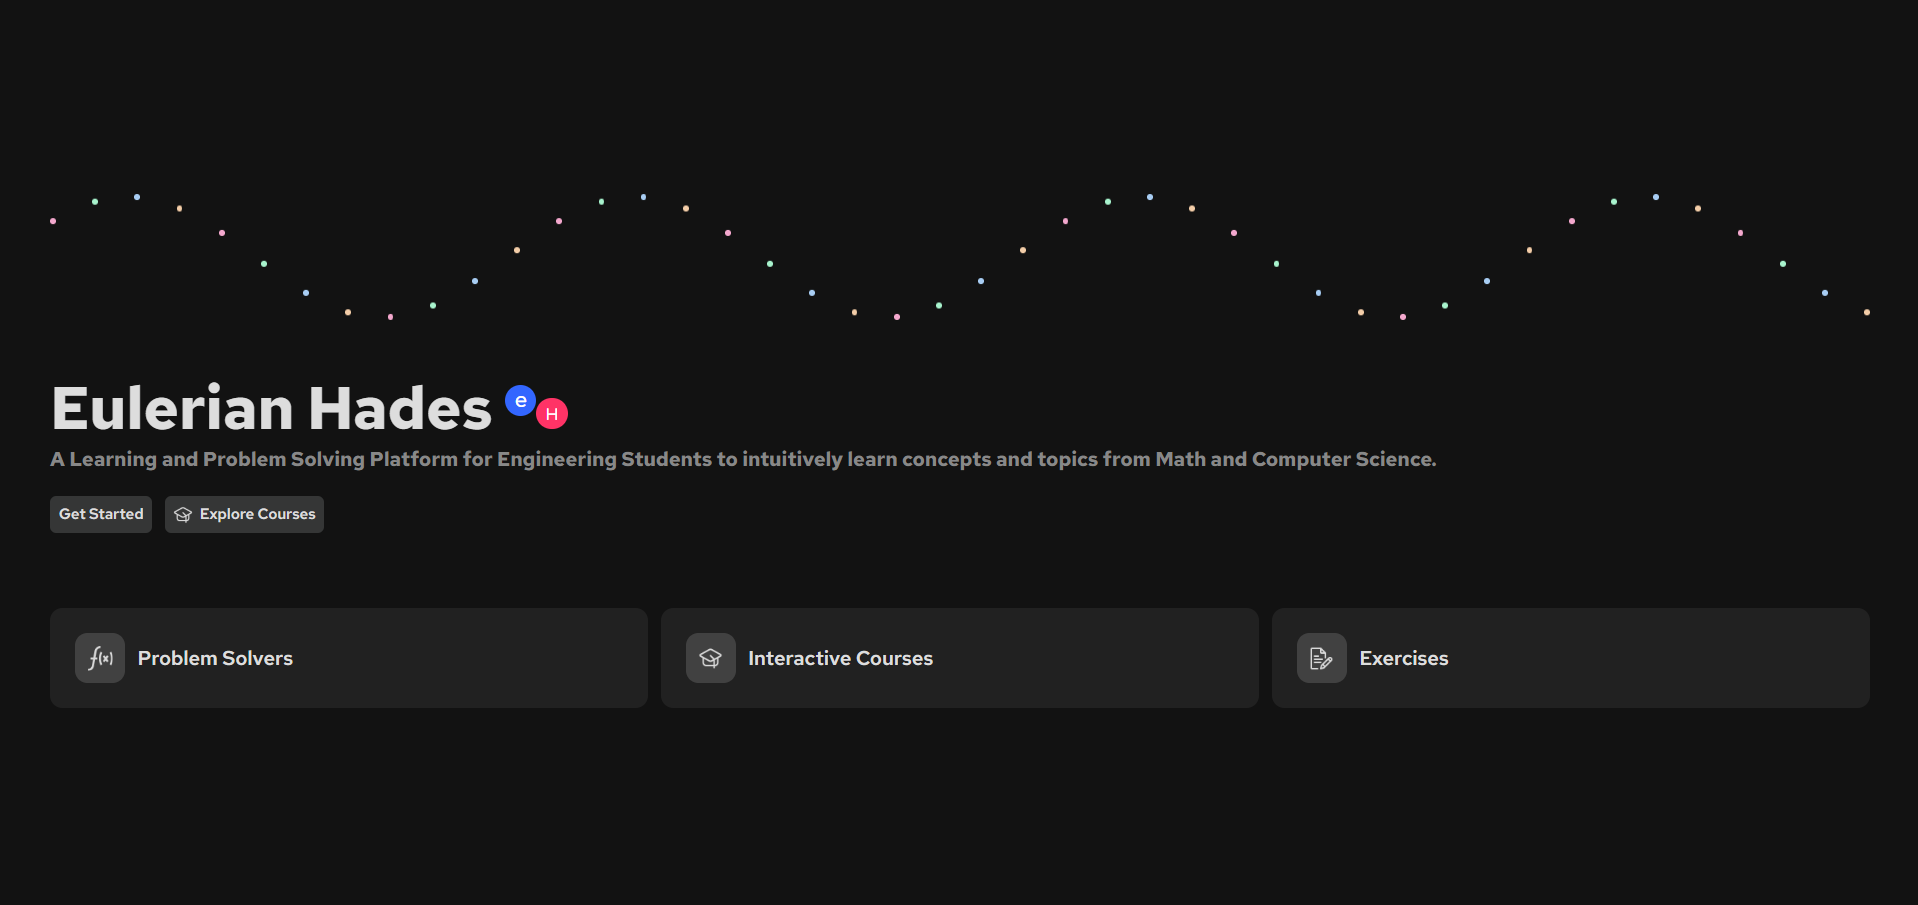 Eulerian Hades e H
A Learning and Problem Solving Platform for Engineering Students to intuitively learn concepts and topics from Math and Computer Science.
Get Started Explore Courses
f(x) Problem Solvers Interactive Courses Exercises